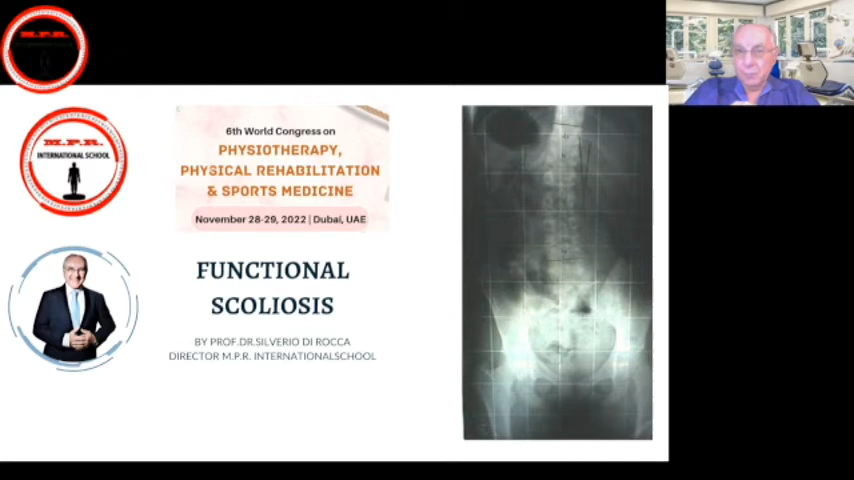 M.P.R.
M.P.R.
INTERNATIONAL SCHOOL
6th World Congress on
PHYSIOTHERAPY,
PHYSICAL REHABILITATION
& SPORTS MEDICINE
November 28-29, 2022 | Dubai, UAE
FUNCTIONAL
SCOLIOSIS
BY PROF.DR.SILVERIO DI ROCCA
DIRECTOR M.P.R. INTERNATIONALSCHOOL